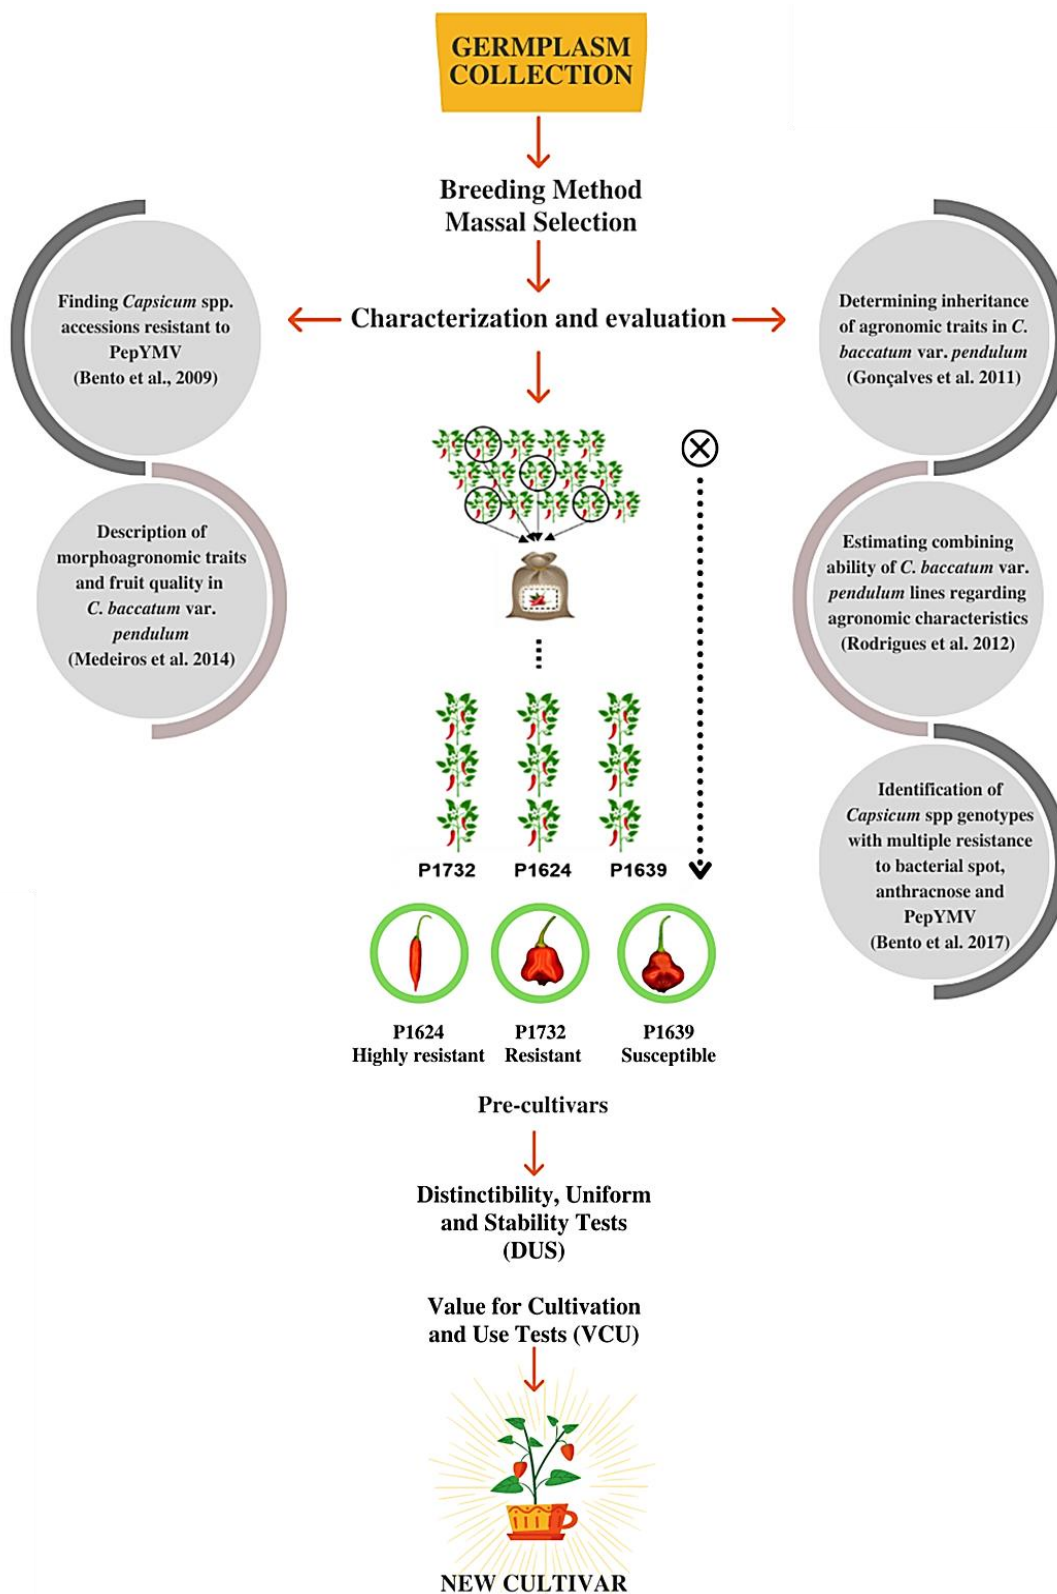 GERMPLASM
COLLECTION
Breeding Method
Massal Selection
Characterization and evaluation
Finding Capsicum spp.
accessions resistant to
PepYMV
(Bento et al., 2009)
Description of
morphoagronomic traits
and fruit quality in
C. baccatum var.
pendulum
(Medeiros et al. 2014)
Determining inheritance
of agronomic traits in C.
baccatum var. pendulum
(Gonçalves et al. 2011)
Estimating combining
ability of C. baccatum var.
pendulum lines regarding
agronomic characteristics
(Rodrigues et al. 2012)
Identification of
Capsicum spp genotypes
with multiple resistance
to bacterial spot,
anthracnose and
PepYMV
(Bento et al. 2017)
P1732 P1624 P1639
P1624 P1732 P1639
Highly resistant Resistant Susceptible
Pre-cultivars
Distinctibility, Uniform
and Stability Tests
(DUS)
Value for Cultivation
and Use Tests (VCU)
NEW CULTIVAR